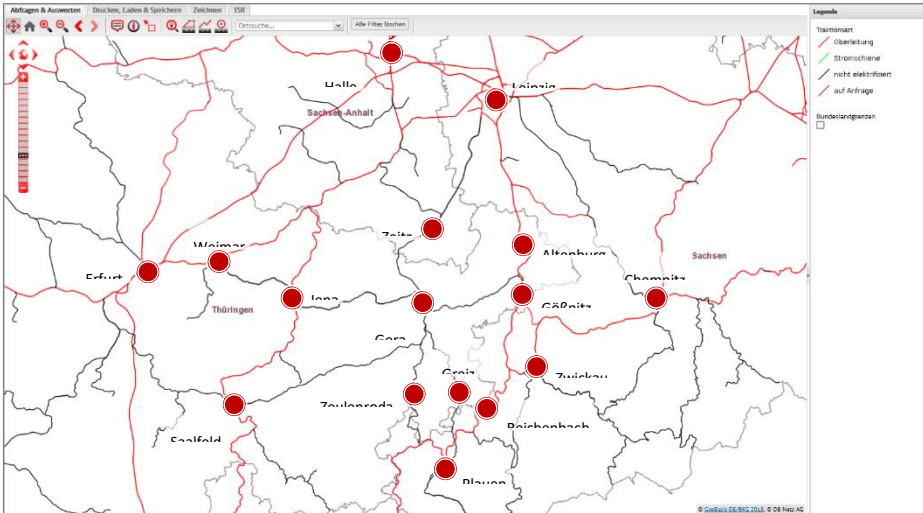 Abfragen & Auswerten Drucken, Laden & Speichern Zeichnen ISR
Ortssuche... Alle Filter löschen
Legende
Traktionsart
Oberleitung
Stromschiene
nicht elektrifiziert
auf Anfrage
Bundeslandgrenzen
Halle
Leipzig
Sachsen-Anhalt
Zeitz
Weimar
Altenburg
Sachsen
Erfurt
Chemnitz
Jena
Gößnitz
Thüringen
Gera
Greiz
Zwickau
Zeulenroda
Reichenbach
Saalfeld
Plauen
© GeoBasis-DE/BKG 2018, © DB Netz AG